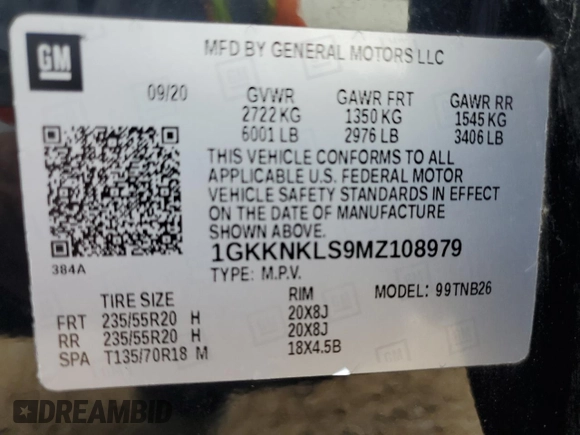 GM
MFD BY GENERAL MOTORS LLC
09/20 GVWR GAWR FRT GAWR RR
2722 KG 1350 KG 1545 KG
6001 LB 2976 LB 3406 LB
THIS VEHICLE CONFORMS TO ALL
APPLICABLE U.S. FEDERAL MOTOR
VEHICLE SAFETY STANDARDS IN EFFECT
ON THE DATE OF MANUFACTURE
SHOWN ABOVE.
384A
1GKKNKLS9MZ108979
TYPE: M.P.V. MODEL: 99TNB26
TIRE SIZE RIM
FRT 235/55R20 H 20X8J
RR 235/55R20 H 20X8J
SPA T135/70R18 M 18X4.5B
DREAMBID